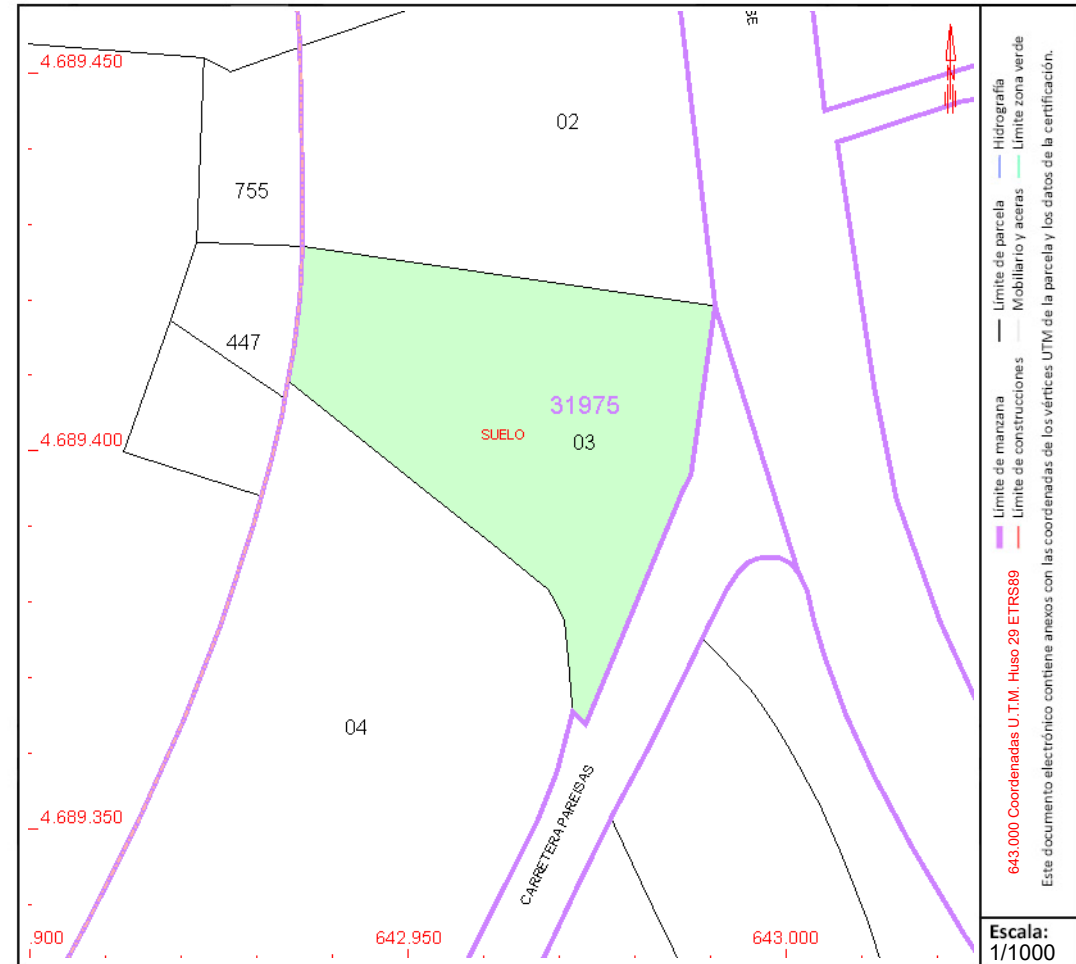 4.689.450
02
755
447
31975
SUELO
03
4.689.400
04
4.689.350
CARRETERA PAREISAS
.900
642.950
643.000
Límite de manzana
Límite de parcela
Hidrografía
Límite de construcciones
Mobiliario y aceras
Límite zona verde
643.000 Coordenadas U.T.M. Huso 29 ETRS89
Este documento electrónico contiene anexos con las coordenadas de los vértices UTM de la parcela y los datos de la certificación.
Escala:
1/1000